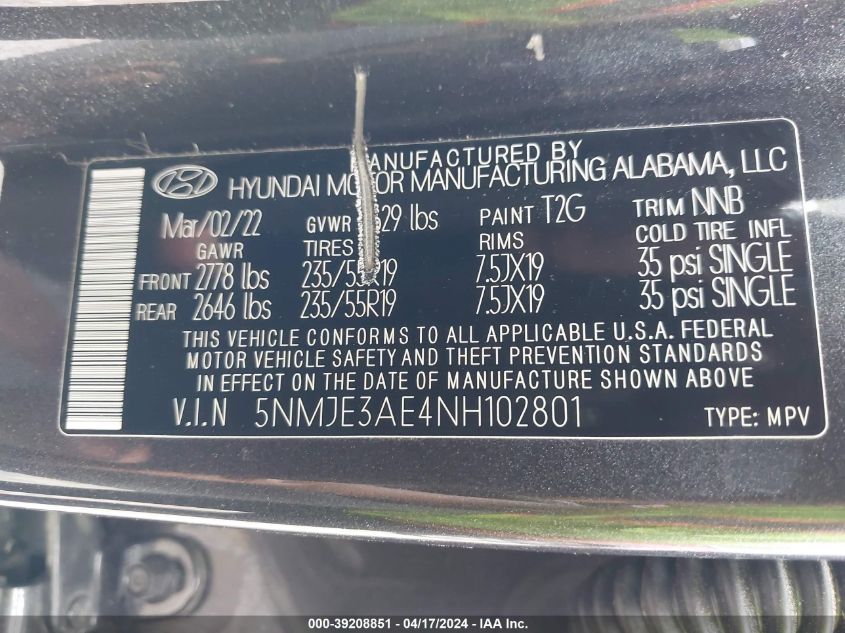 MANUFACTURED BY
HYUNDAI MOTOR MANUFACTURING ALABAMA, LLC
Mar/02/22 GVWR 29 lbs PAINT T2G TRIM NNB
GAWR TIRES RIMS COLD TIRE INFL
FRONT 2778 lbs 235/55R19 7.5JX19 35 psi SINGLE
REAR 2646 lbs 235/55R19 7.5JX19 35 psi SINGLE
THIS VEHICLE CONFORMS TO ALL APPLICABLE U.S.A. FEDERAL
MOTOR VEHICLE SAFETY AND THEFT PREVENTION STANDARDS
IN EFFECT ON THE DATE OF MANUFACTURE SHOWN ABOVE
V.I.N 5NMJE3AE4NH102801 TYPE: MPV
000-39208851 - 04/17/2024 - IAA Inc.